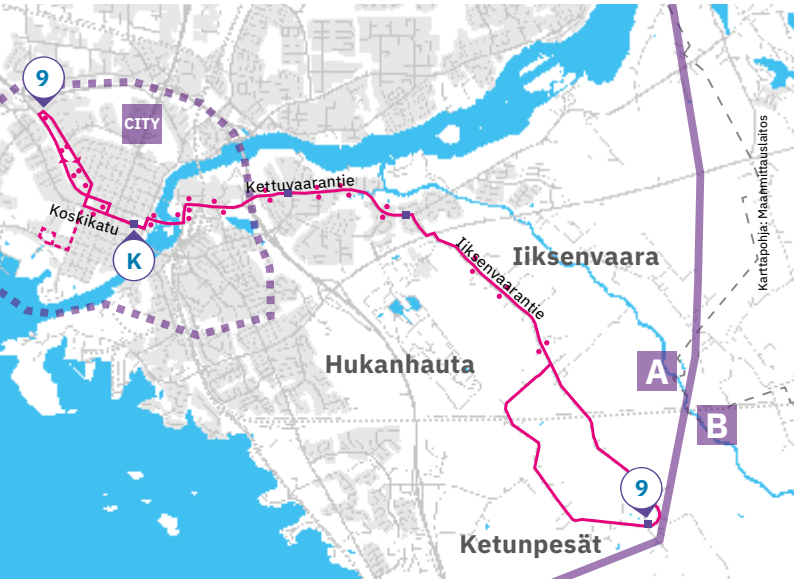 9
CITY
Kettuvaarantie
Koskikatu
K
Iiksenvaarantie
Iiksenvaara
Karttapohja: Maanmittauslaitos
Hukanhauta
A
B
9
Ketunpesät